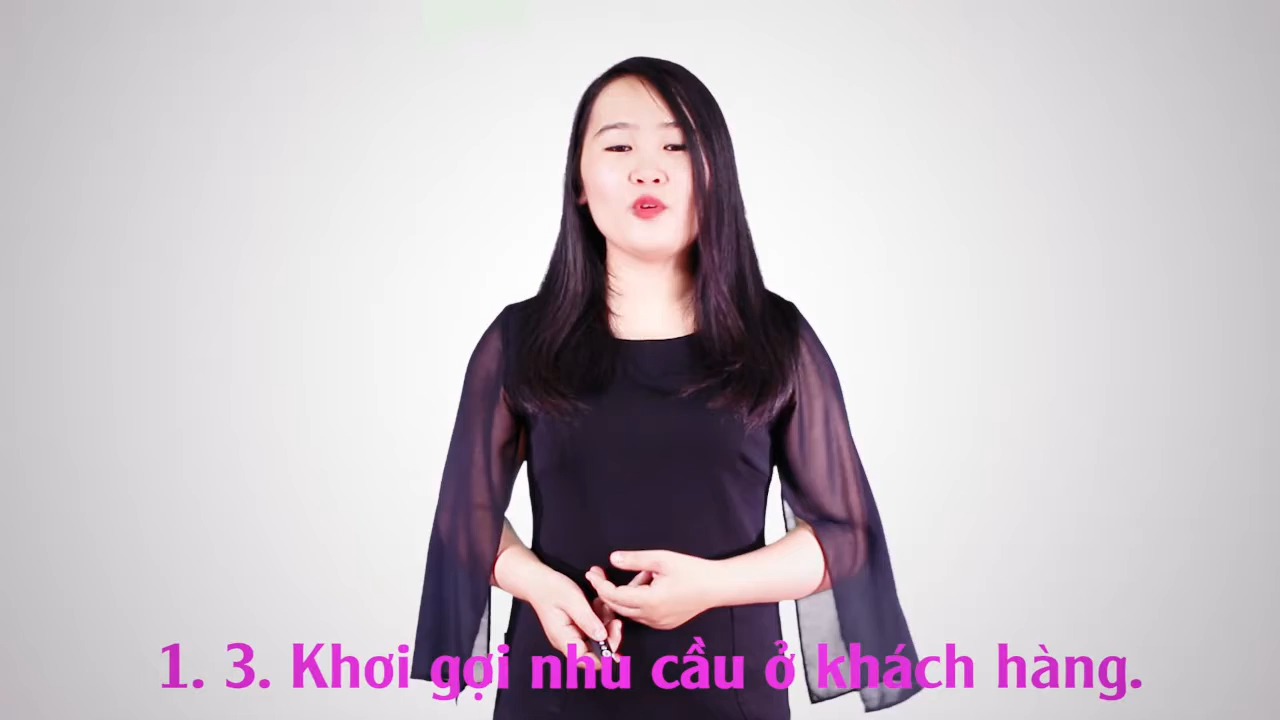 1. 3. Khơi gợi nhu cầu ở khách hàng.